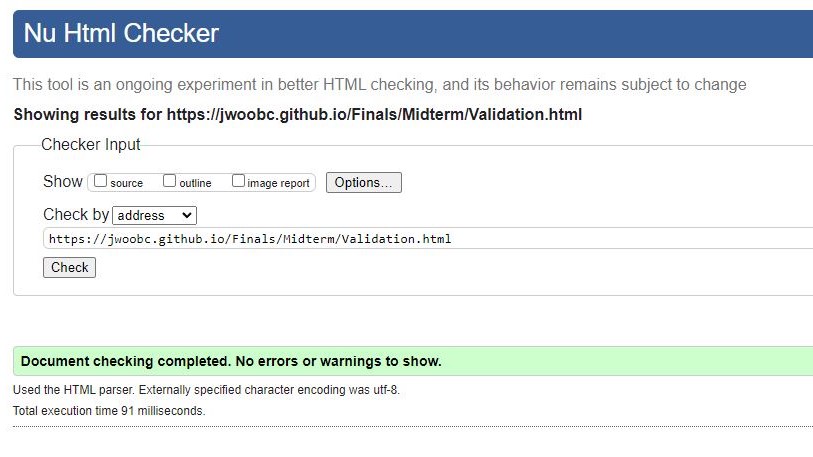 Nu Html Checker
This tool is an ongoing experiment in better HTML checking, and its behavior remains subject to change
Showing results for https://jwoobc.github.io/Finals/Midterm/Validation.html
Checker Input
Show source outline image report Options...
Check by address
https://jwoobc.github.io/Finals/Midterm/Validation.html
Check
Document checking completed. No errors or warnings to show.
Used the HTML parser. Externally specified character encoding was utf-8.
Total execution time 91 milliseconds.